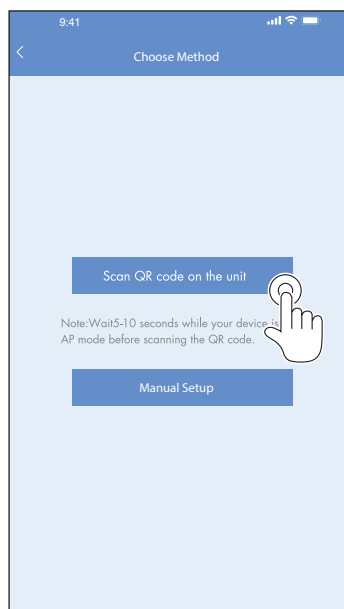 9:41
Choose Method
Scan QR code on the unit
Note:Wait5-10 seconds while your device is
AP mode before scanning the QR code.
Manual Setup